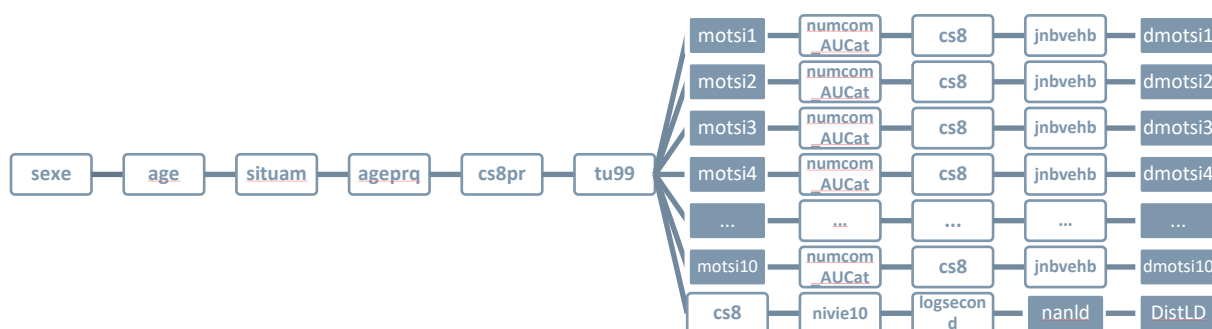 motsi1 numcom _AUCat cs8 jnbvehb dmotsi1
motsi2 numcom _AUCat cs8 jnbvehb dmotsi2
motsi3 numcom _AUCat cs8 jnbvehb dmotsi3
sexe age situam ageprq cs8pr tu99 motsi4 numcom _AUCat cs8 jnbvehb dmotsi4
... ... ... ... ...
motsi10 numcom _AUCat cs8 jnbvehb dmotsi10
cs8 nivie10 logsecon d nanld DistLD